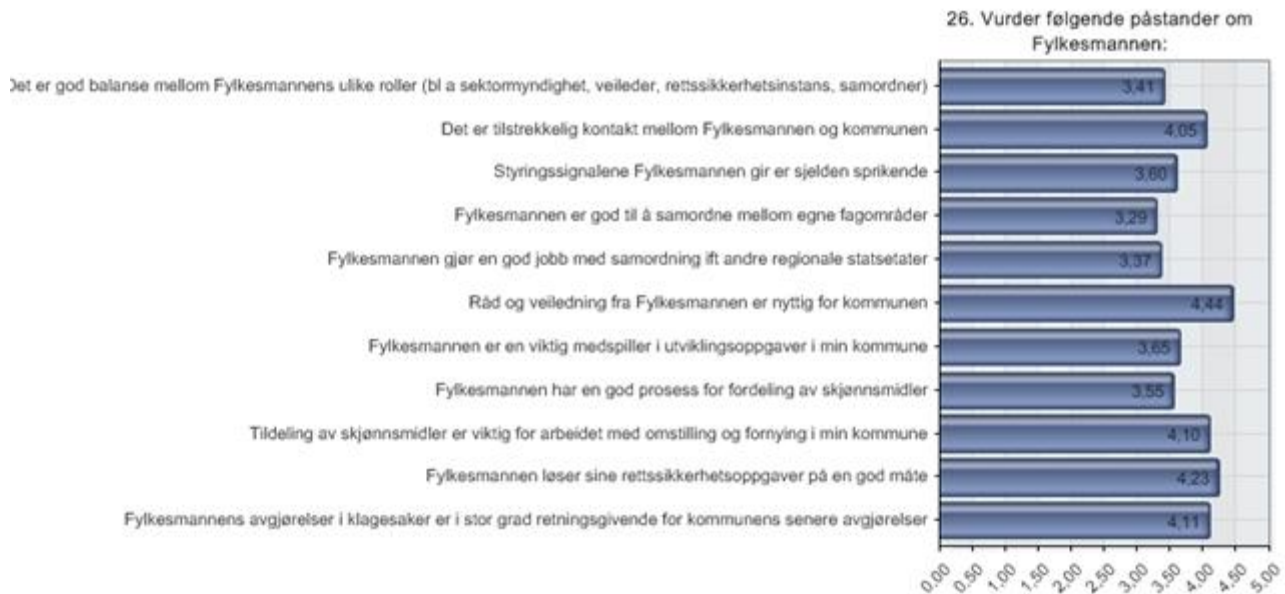 26. Vurder følgende påstander om
Fylkesmannen:
Det er god balanse mellom Fylkesmannens ulike roller (bl a sektormyndighet, veileder, rettssikkerhetsinstans, samordner)
3,41
Det er tilstrekkelig kontakt mellom Fylkesmannen og kommunen
4,05
Styringssignalene Fylkesmannen gir er sjelden sprikende
3,60
Fylkesmannen er god til å samordne mellom egne fagområder
3,29
Fylkesmannen gjør en god jobb med samordning ift andre regionale statsetater
3,37
Råd og veiledning fra Fylkesmannen er nyttig for kommunen
4,44
Fylkesmannen er en viktig medspiller i utviklingsoppgaver i min kommune
3,65
Fylkesmannen har en god prosess for fordeling av skjønnsmidler
3,55
Tildeling av skjønnsmidler er viktig for arbeidet med omstilling og fornying i min kommune
4,10
Fylkesmannen løser sine rettssikkerhetsoppgaver på en god måte
4,23
Fylkesmannens avgjørelser i klagesaker er i stor grad retningsgivende for kommunens senere avgjørelser
4,11
0,00 0,50 1,00 1,50 2,00 2,50 3,00 3,50 4,00 4,50 5,00